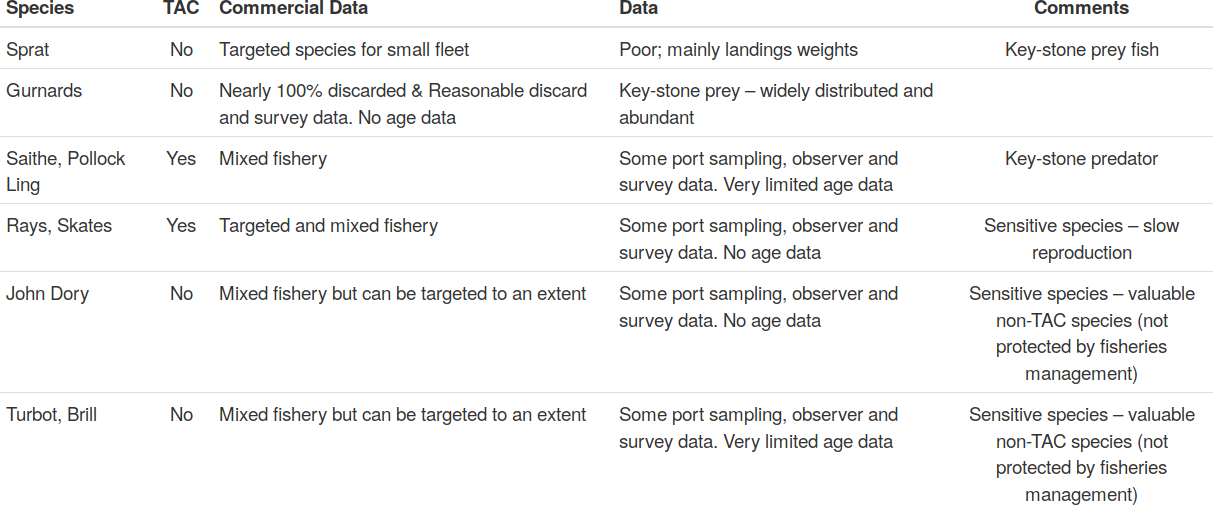 Species TAC Commercial Data Data Comments
Sprat No Targeted species for small fleet Poor; mainly landings weights Key-stone prey fish
Gurnards No Nearly 100% discarded & Reasonable discard Key-stone prey – widely distributed and
and survey data. No age data abundant
Saithe, Pollock Yes Mixed fishery Some port sampling, observer and Key-stone predator
Ling survey data. Very limited age data
Rays, Skates Yes Targeted and mixed fishery Some port sampling, observer and Sensitive species – slow
survey data. No age data reproduction
John Dory No Mixed fishery but can be targeted to an extent Some port sampling, observer and Sensitive species – valuable
survey data. No age data non-TAC species (not
protected by fisheries
management)
Turbot, Brill No Mixed fishery but can be targeted to an extent Some port sampling, observer and Sensitive species – valuable
survey data. Very limited age data non-TAC species (not
protected by fisheries
management)